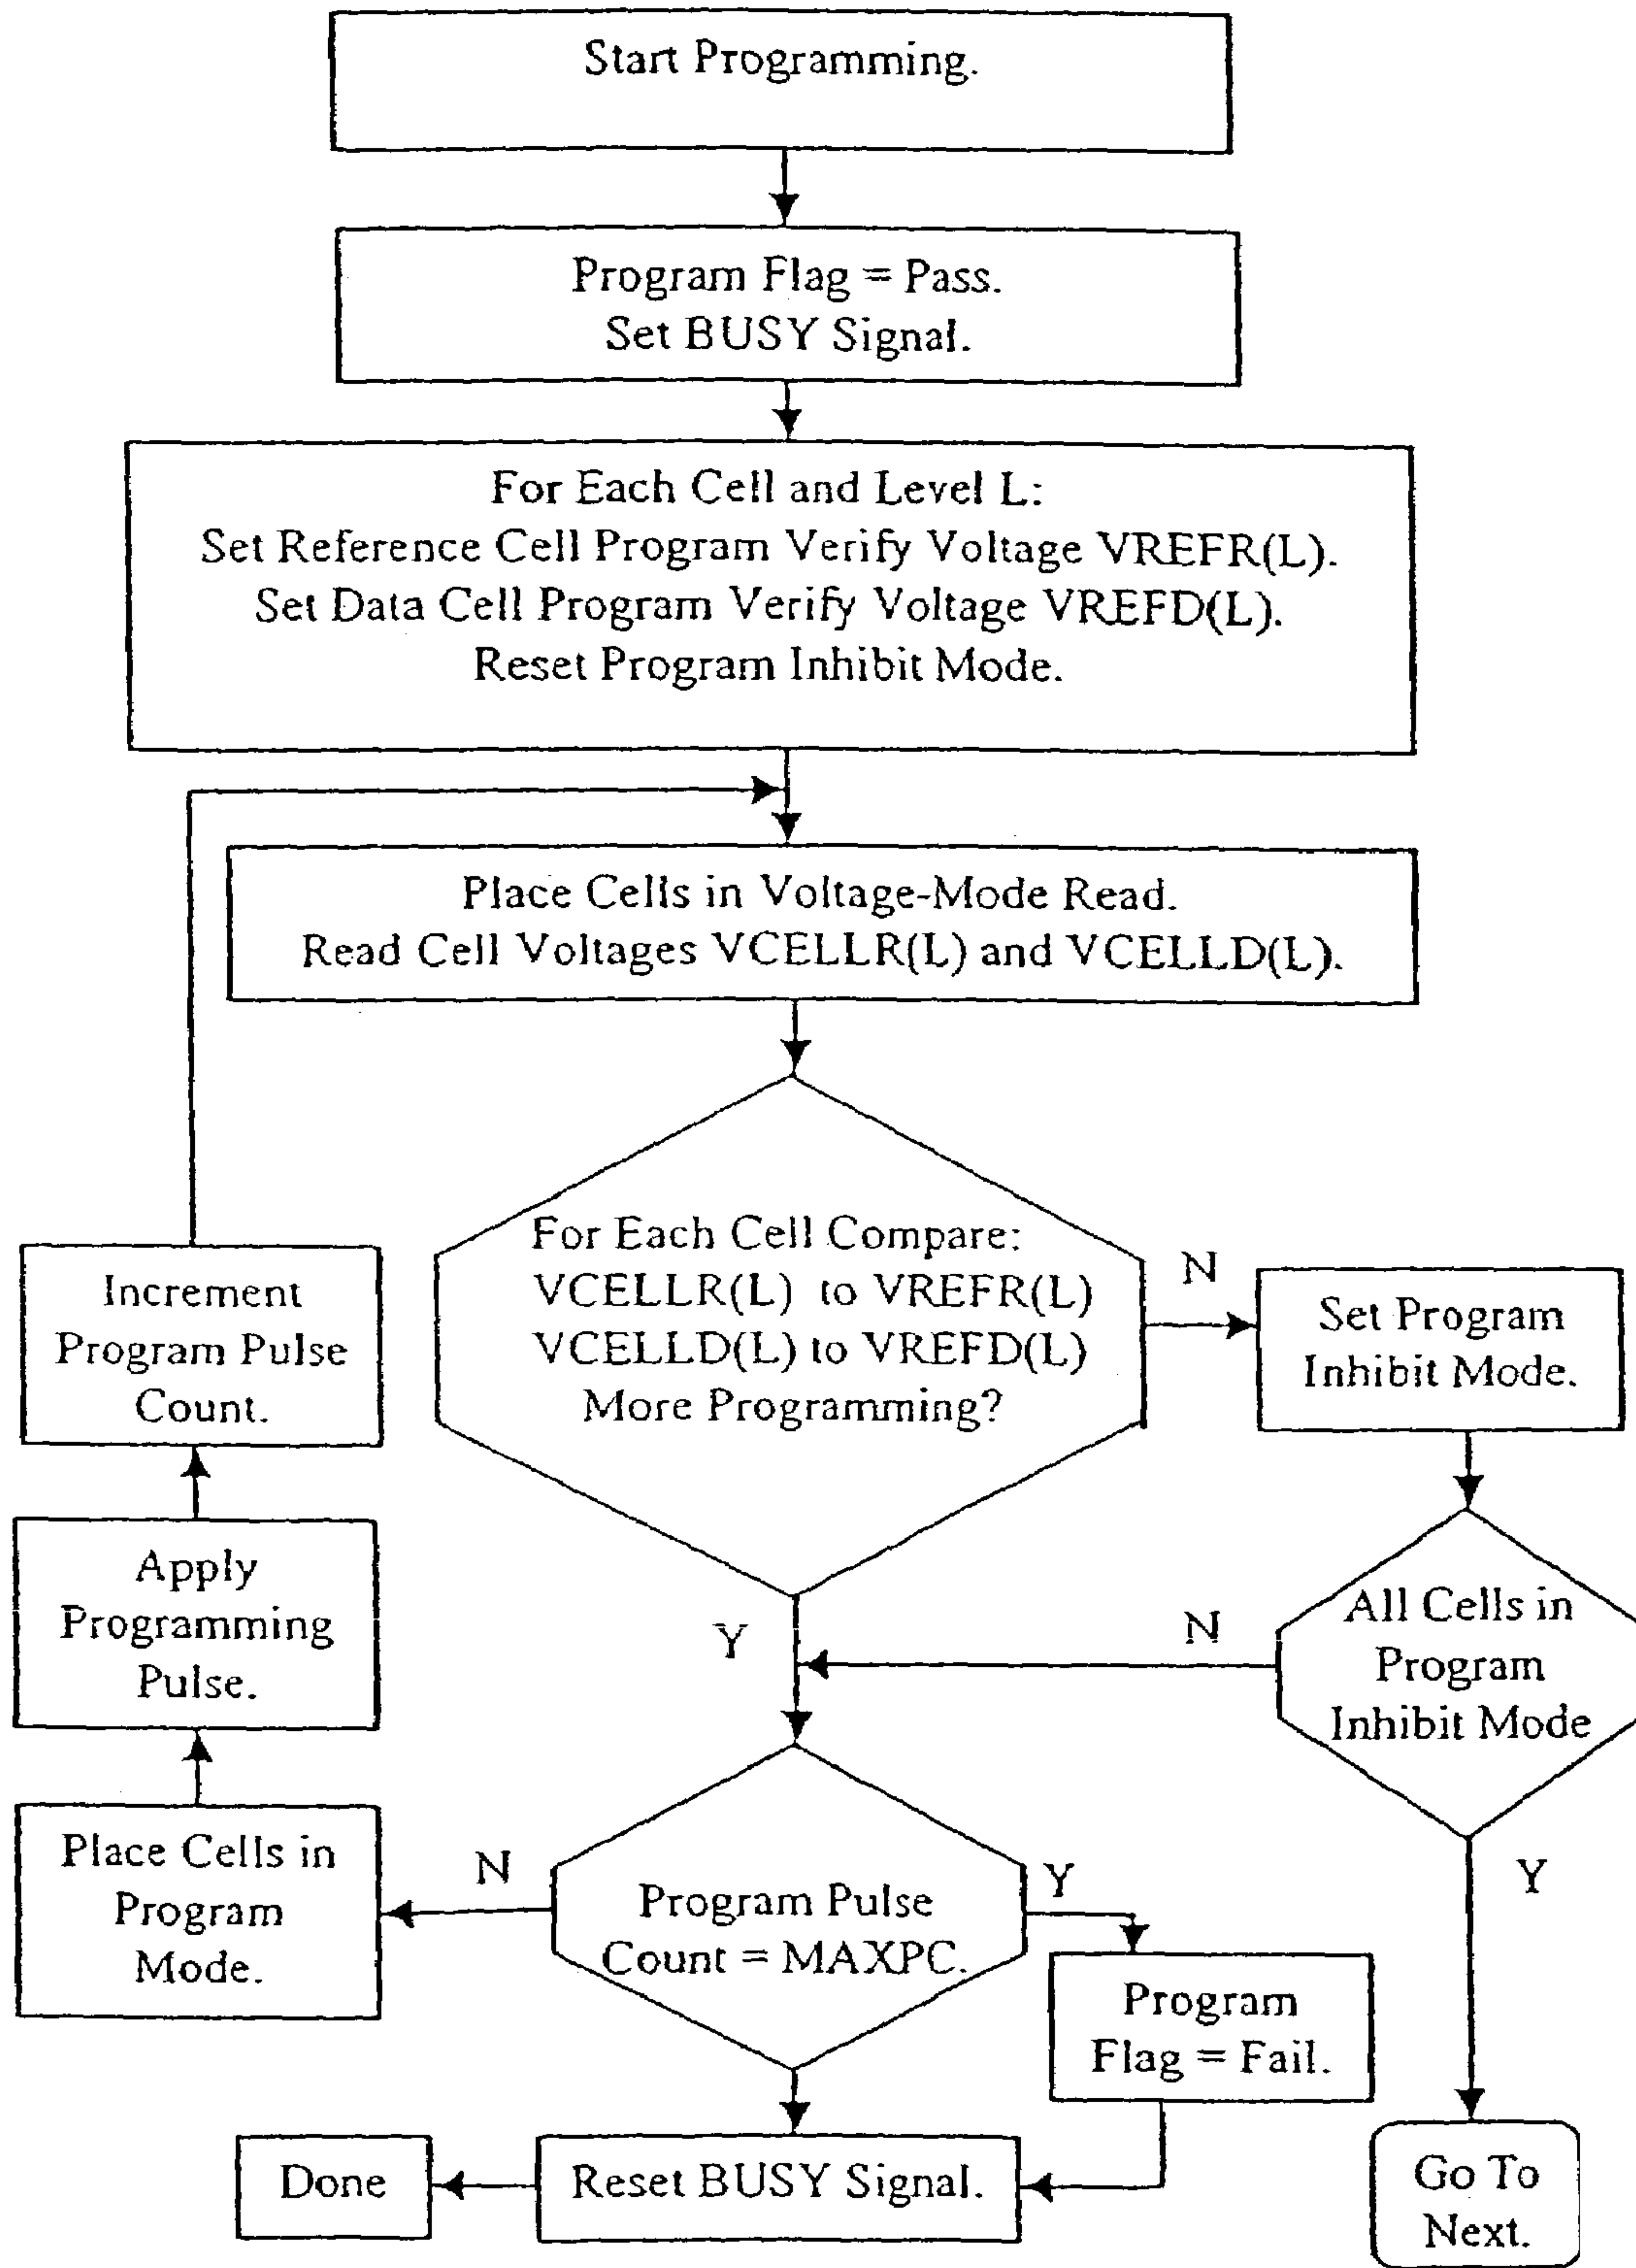 Start Programming.
Program Flag = Pass.
Set BUSY Signal.
For Each Cell and Level L:
Set Reference Cell Program Verify Voltage VREFR(L).
Set Data Cell Program Verify Voltage VREFD(L).
Reset Program Inhibit Mode.
Place Cells in Voltage-Mode Read.
Read Cell Voltages VCELLR(L) and VCELLD(L).
For Each Cell Compare:
VCELLR(L) to VREFR(L)
VCELLD(L) to VREFD(L)
More Programming?
N
Set Program
Inhibit Mode.
Increment
Program Pulse
Count.
Apply
Programming
Pulse.
Y
N
All Cells in
Program
Inhibit Mode
Place Cells in
Program
Mode.
N
Program Pulse
Count = MAXPC.
Y
Y
Program
Flag = Fail.
Done
Reset BUSY Signal.
Go To
Next.